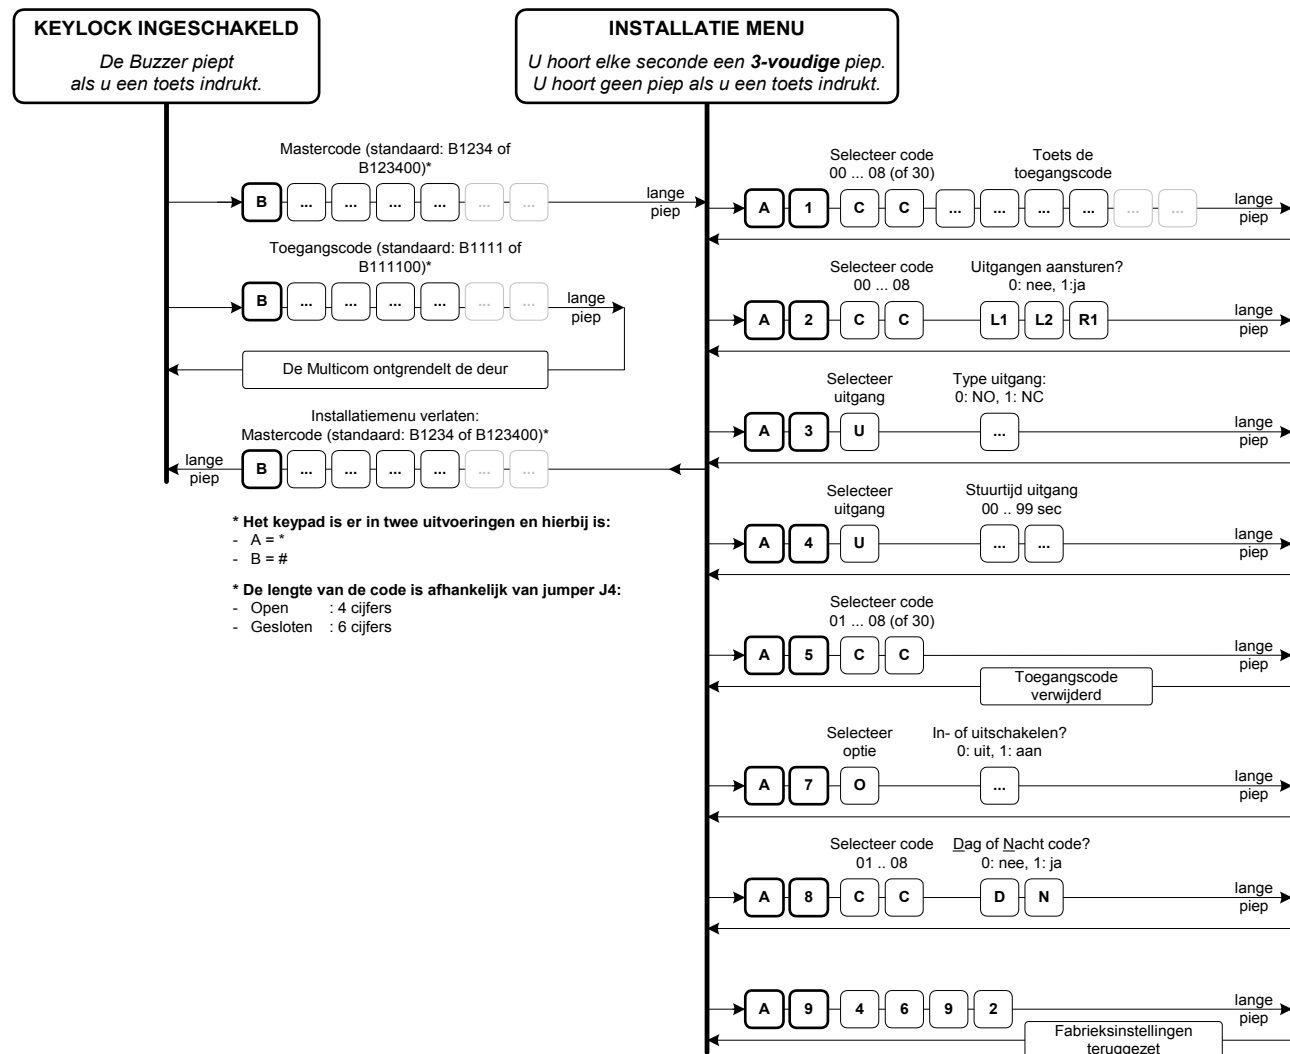 KEYLOCK INGESCHAKELD
De Buzzer piept
als u een toets indrukt.
INSTALLATIE MENU
U hoort elke seconde een 3-voudige piep.
U hoort geen piep als u een toets indrukt.
Mastercode (standaard: B1234 of
B123400)*
B ... ... ... ... ... ...
lange
piep
Toegangscode (standaard: B1111 of
B111100)*
B ... ... ... ... ... ...
lange
piep
De Multicom ontgrendelt de deur
Installatiemenu verlaten:
Mastercode (standaard: B1234 of B123400)*
lange
piep
B ... ... ... ... ... ...
* Het keypad is er in twee uitvoeringen en hierbij is:
- A = *
- B = #
* De lengte van de code is afhankelijk van jumper J4:
- Open : 4 cijfers
- Gesloten : 6 cijfers
Selecteer code
00 ... 08 (of 30)
Toets de
toegangscode
A 1 C C ... ... ... ... ... ...
lange
piep
Selecteer code
00 ... 08
Uitgangen aansturen?
0: nee, 1:ja
A 2 C C L1 L2 R1
lange
piep
Selecteer
uitgang
Type uitgang:
0: NO, 1: NC
A 3 U ...
lange
piep
Selecteer
uitgang
Stuurtijd uitgang
00 .. 99 sec
A 4 U ... ...
lange
piep
Selecteer code
01 ... 08 (of 30)
A 5 C C
lange
piep
Toegangscode
verwijderd
Selecteer
optie
In- of uitschakelen?
0: uit, 1: aan
A 7 O ...
lange
piep
Selecteer code
01 .. 08
Dag of Nacht code?
0: nee, 1: ja
A 8 C C D N
lange
piep
A 9 4 6 9 2
lange
piep
Fabrieksinstellingen
teruggezet